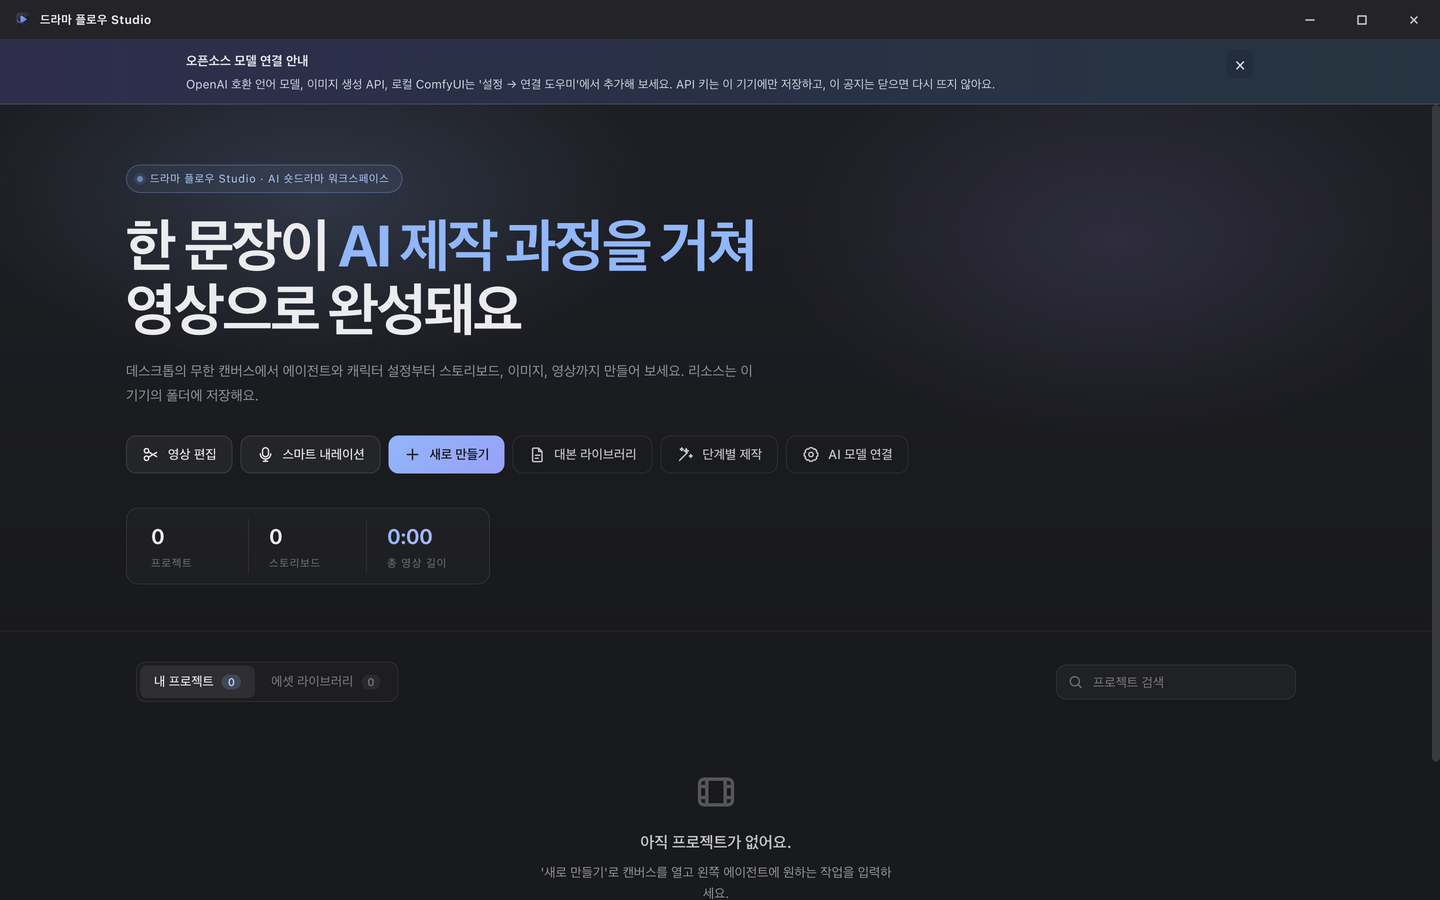 드라마 플로우 Studio
오픈소스 모델 연결 안내
OpenAI 호환 언어 모델, 이미지 생성 API, 로컬 ComfyUI는 '설정 → 연결 도우미'에서 추가해 보세요. API 키는 이 기기에만 저장하고, 이 공지는 닫으면 다시 뜨지 않아요.
드라마 플로우 Studio · AI 숏드라마 워크스페이스
한 문장이 AI 제작 과정을 거쳐
영상으로 완성돼요
데스크톱의 무한 캔버스에서 에이전트와 캐릭터 설정부터 스토리보드, 이미지, 영상까지 만들어 보세요. 리소스는 이
기기의 폴더에 저장해요.
영상 편집
스마트 내레이션
새로 만들기
대본 라이브러리
단계별 제작
AI 모델 연결
0
0
0:00
프로젝트
스토리보드
총 영상 길이
내 프로젝트 0
에셋 라이브러리 0
프로젝트 검색
아직 프로젝트가 없어요.
'새로 만들기'로 캔버스를 열고 왼쪽 에이전트에 원하는 작업을 입력하
세요.